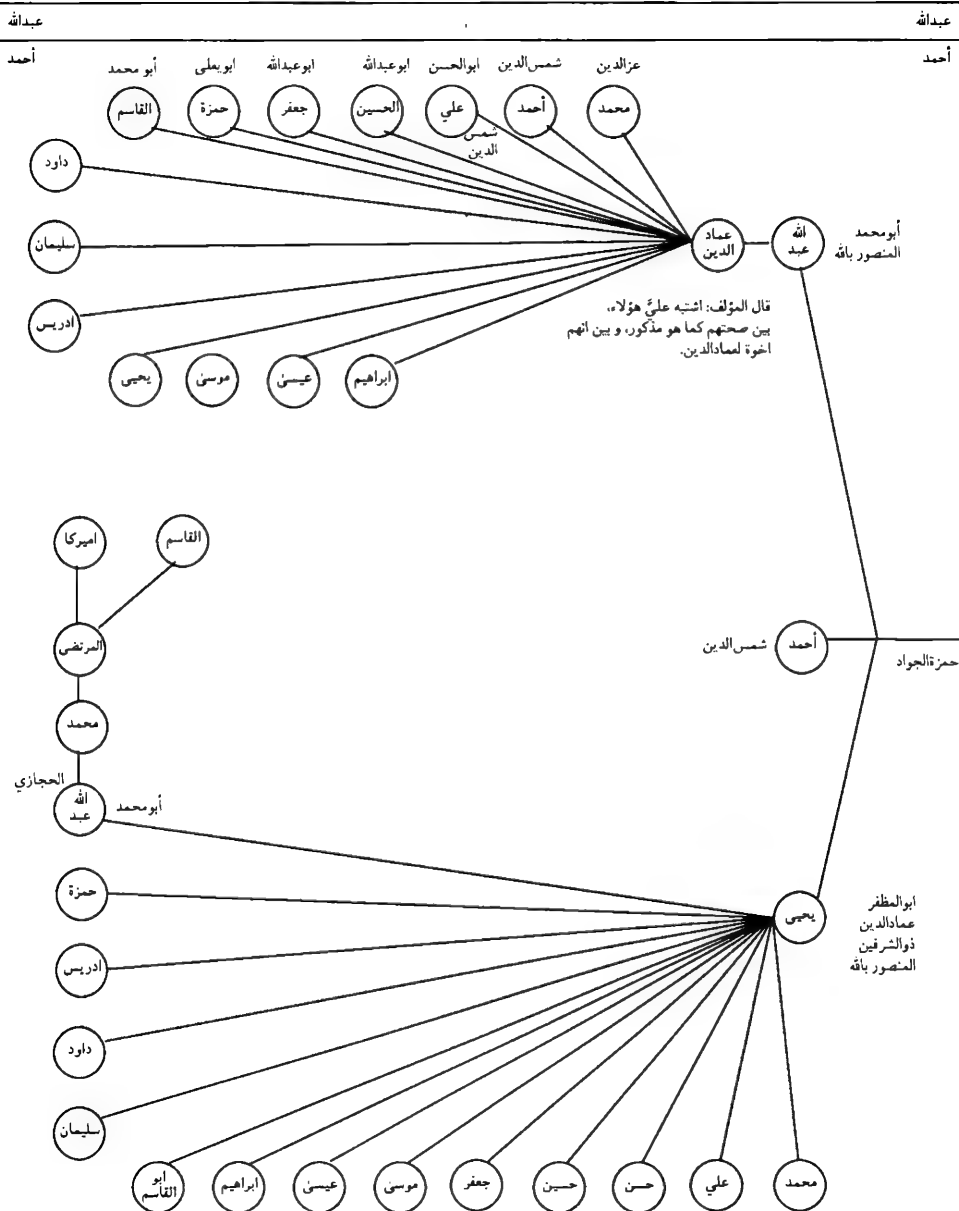 عبدالله
عبدالله
أحمد
أحمد
عزالدين
شمس‌الدين
ابوالحسن
ابوعبدالله
ابوعبدالله
ابويعلى
أبو محمد
محمد
أحمد
علي
الحسين
جعفر
حمزة
القاسم
شمس
الدين
داود
سليمان
ادريس
أبومحمد
المنصور بالله
الله
عبد
عماد
الدين
قال المؤلف: اشتبه عليَّ هؤلاء،
بين صحتهم كما هو مذكور، و بين انهم
اخوة لعمادالدين.
ابراهيم
عيسىٰ
موسىٰ
يحيى
القاسم
اميركا
المرتضى
محمد
الحجازي
الله
عبد
أبومحمد
حمزةالجواد
أحمد
شمس‌الدين
يحيى
ابوالمظفر
عمادالدين
ذوالشرفين
المنصور بالله
حمزة
ادريس
داود
سليمان
محمد
علي
حسن
حسين
جعفر
موسىٰ
عيسىٰ
ابراهيم
ابو
القاسم